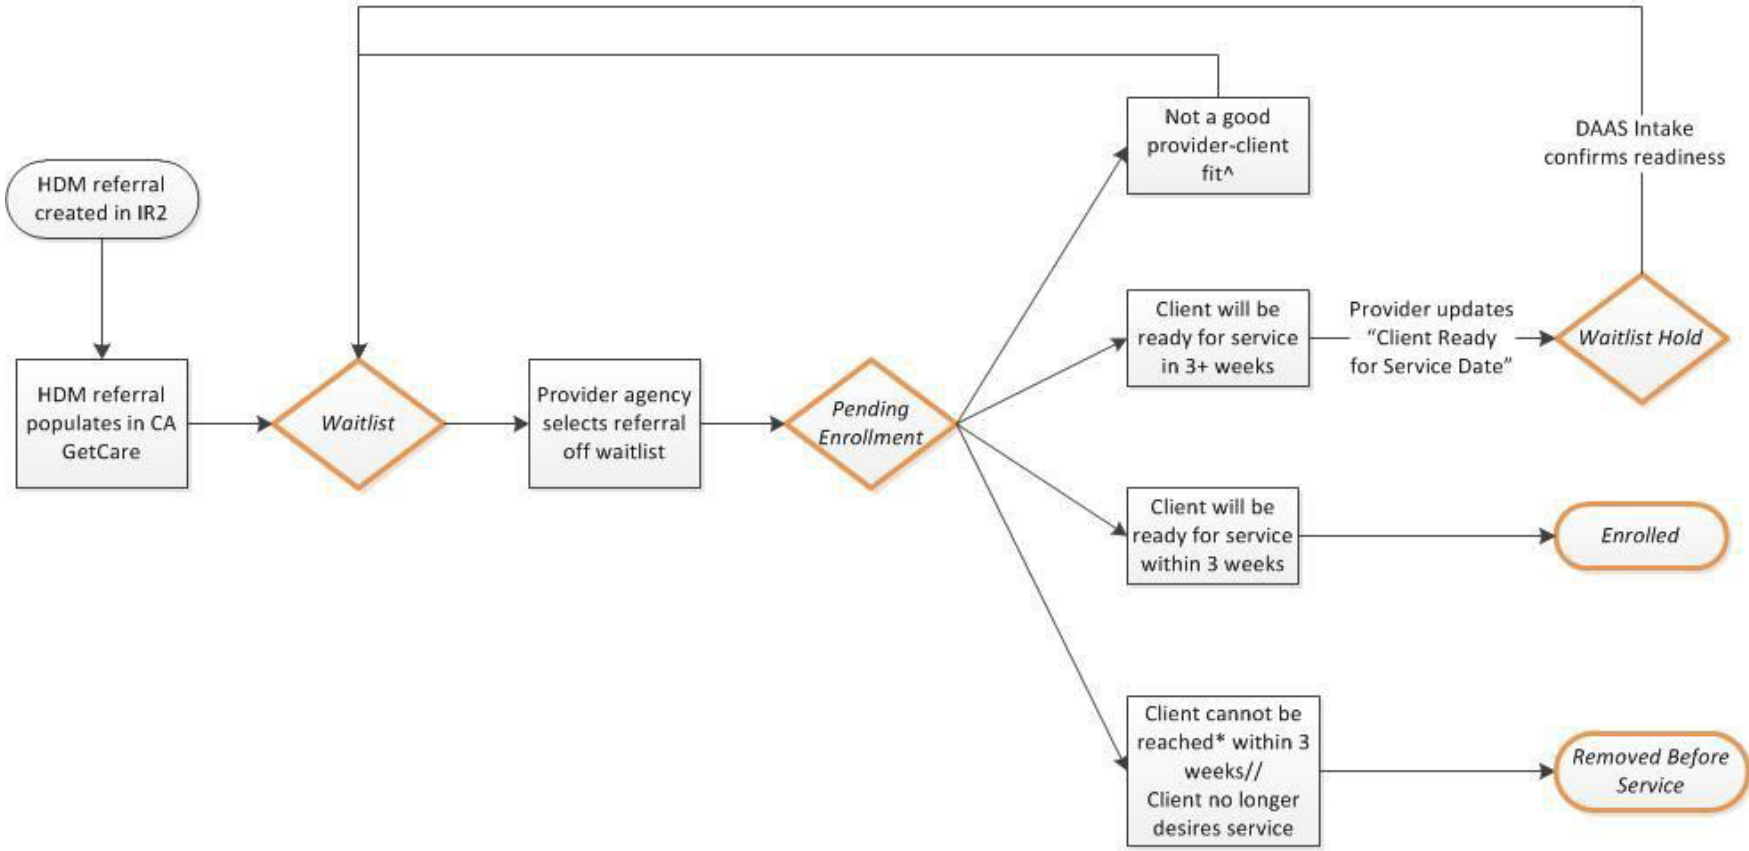 HDM referral
created in IR2
HDM referral
populates in CA
GetCare
Waitlist
Provider agency
selects referral
off waitlist
Pending
Enrollment
Not a good
provider-client
fit^
Client will be
ready for service
in 3+ weeks
Provider updates
“Client Ready
for Service Date”
Waitlist Hold
DAAS Intake
confirms readiness
Client will be
ready for service
within 3 weeks
Enrolled
Client cannot be
reached* within 3
weeks//
Client no longer
desires service
Removed Before
Service